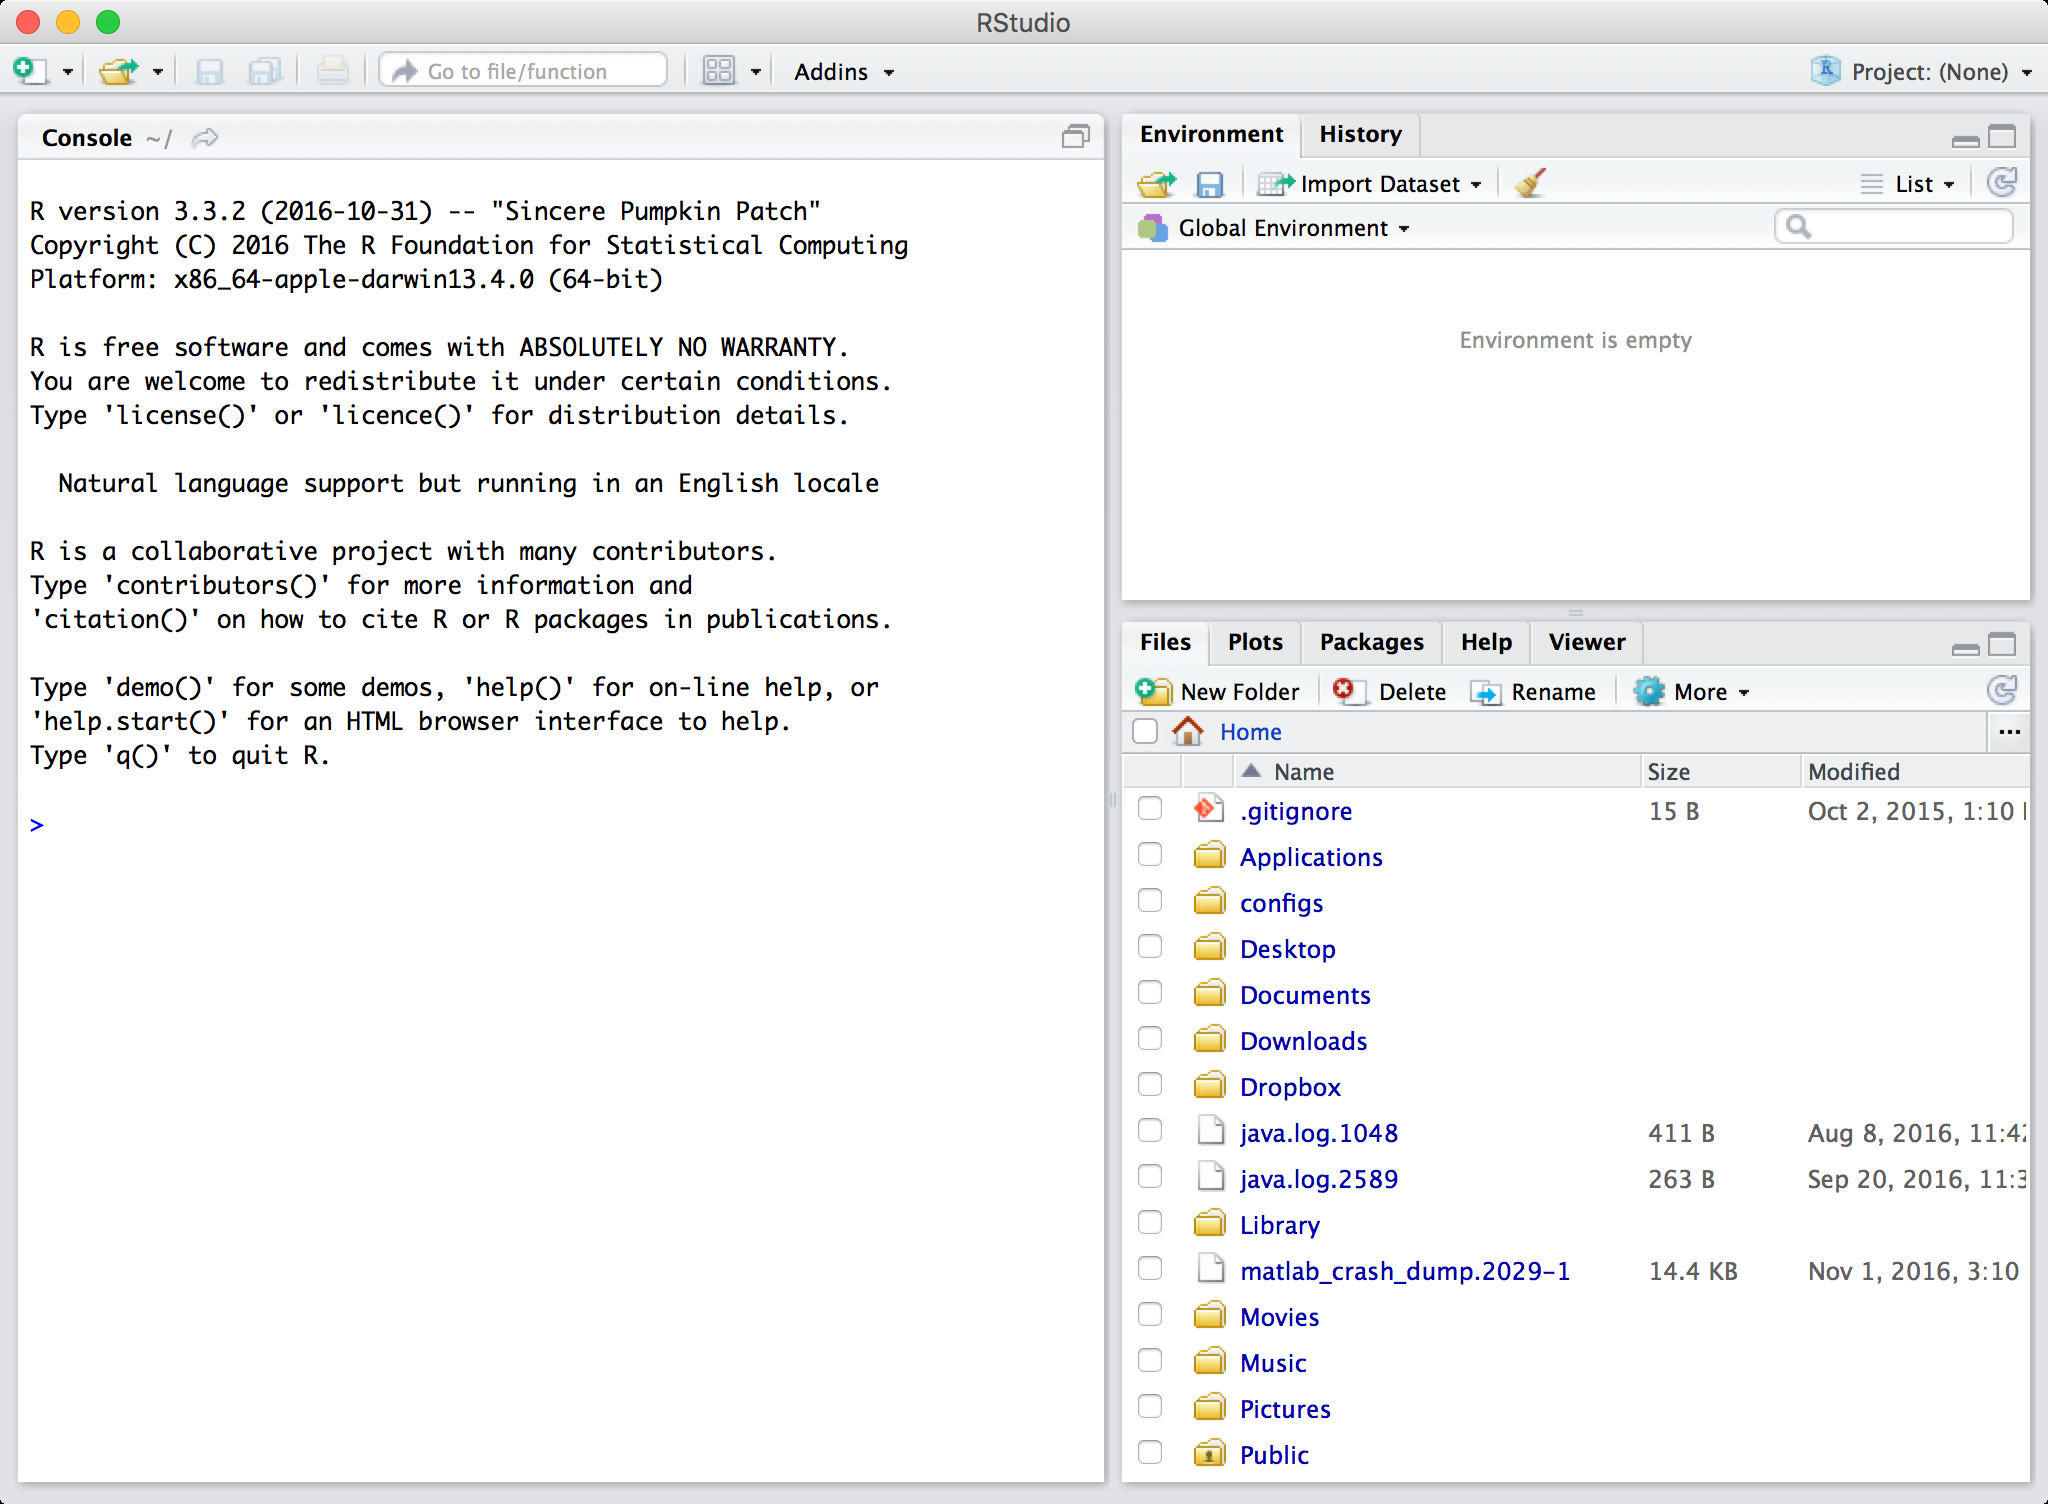 RStudio
Go to file/function
Addins
Project: (None)
Console ~/
R version 3.3.2 (2016-10-31) -- "Sincere Pumpkin Patch"
Copyright (C) 2016 The R Foundation for Statistical Computing
Platform: x86_64-apple-darwin13.4.0 (64-bit)
R is free software and comes with ABSOLUTELY NO WARRANTY.
You are welcome to redistribute it under certain conditions.
Type 'license()' or 'licence()' for distribution details.
Natural language support but running in an English locale
R is a collaborative project with many contributors.
Type 'contributors()' for more information and
'citation()' on how to cite R or R packages in publications.
Type 'demo()' for some demos, 'help()' for on-line help, or
'help.start()' for an HTML browser interface to help.
Type 'q()' to quit R.
>
Environment History
Import Dataset List
Global Environment
Environment is empty
Files Plots Packages Help Viewer
New Folder Delete Rename More
Home ...
Name Size Modified
.gitignore 15 B Oct 2, 2015, 1:10
Applications
configs
Desktop
Documents
Downloads
Dropbox
java.log.1048 411 B Aug 8, 2016, 11:42
java.log.2589 263 B Sep 20, 2016, 11:3
Library
matlab_crash_dump.2029-1 14.4 KB Nov 1, 2016, 3:10
Movies
Music
Pictures
Public